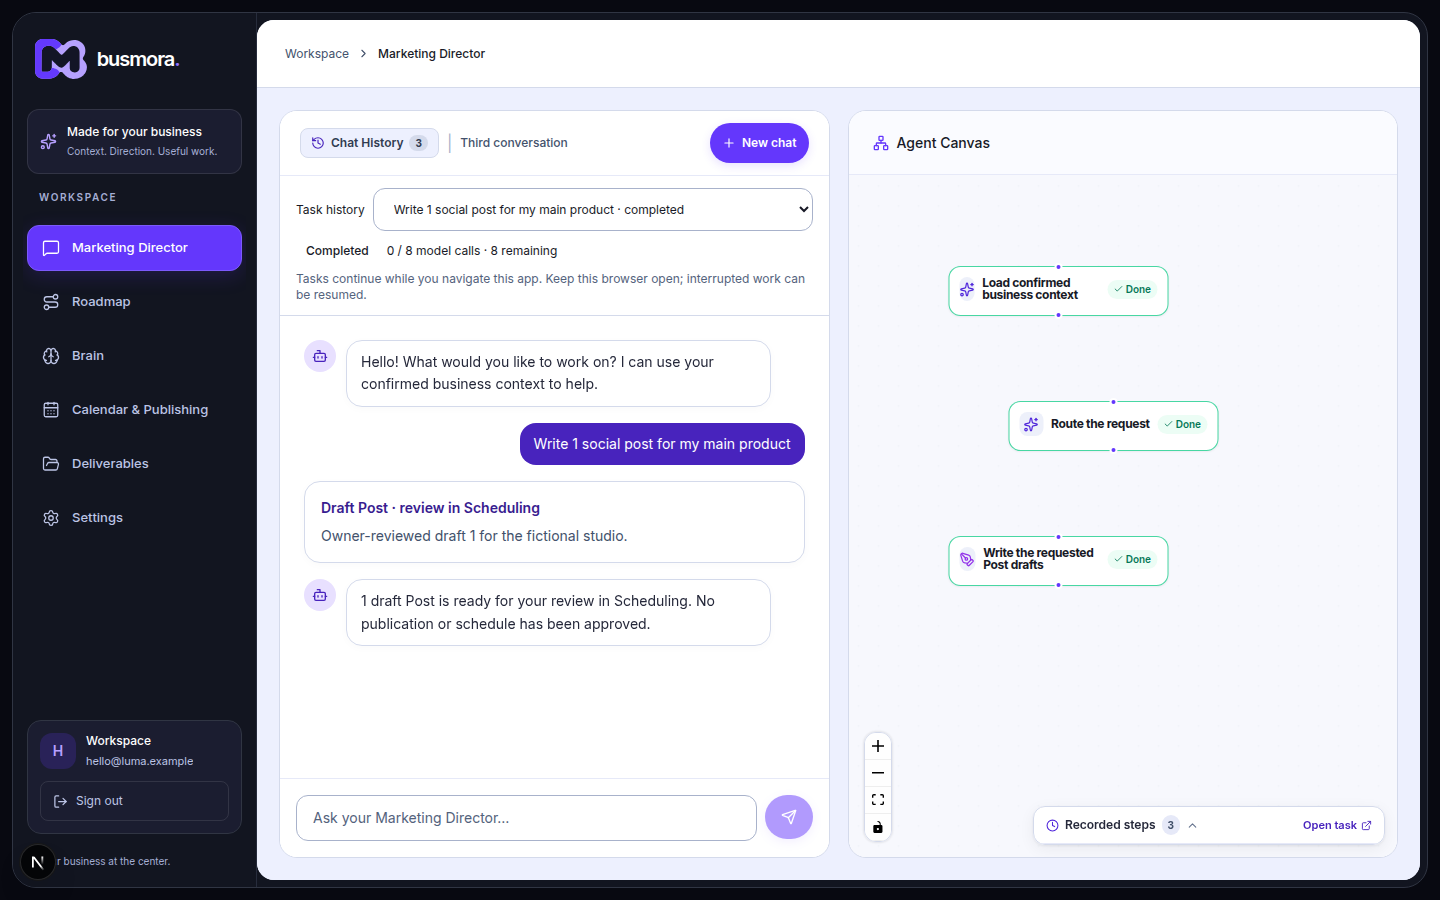 busmora.
Made for your business
Context. Direction. Useful work.
WORKSPACE
Marketing Director
Roadmap
Brain
Calendar & Publishing
Deliverables
Settings
H
Workspace
hello@luma.example
Sign out
N
r business at the center.
Workspace > Marketing Director
Chat History 3
Third conversation
+ New chat
Task history
Write 1 social post for my main product · completed
Completed
0 / 8 model calls · 8 remaining
Tasks continue while you navigate this app. Keep this browser open; interrupted work can
be resumed.
Hello! What would you like to work on? I can use your
confirmed business context to help.
Write 1 social post for my main product
Draft Post · review in Scheduling
Owner-reviewed draft 1 for the fictional studio.
1 draft Post is ready for your review in Scheduling. No
publication or schedule has been approved.
Ask your Marketing Director...
Agent Canvas
Load confirmed
business context
Done
Route the request
Done
Write the requested
Post drafts
Done
Recorded steps 3
Open task